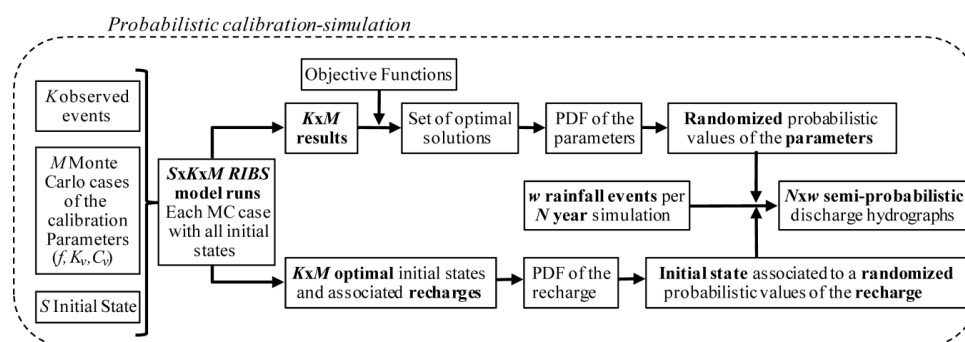 Probabilistic calibration-simulation
K observed
events
M Monte
Carlo cases
of the
calibration
Parameters
(f, Kv, Cv)
S Initial State
SxKxM RIBS
model runs
Each MC case
with all initial
states
Objective Functions
KxM
results
Set of optimal
solutions
PDF of the
parameters
Randomized probabilistic
values of the parameters
w rainfall events per
N year simulation
Nxw semi-probabilistic
discharge hydrographs
KxM optimal initial states
and associated recharges
PDF of the
recharge
Initial state associated to a randomized
probabilistic values of the recharge